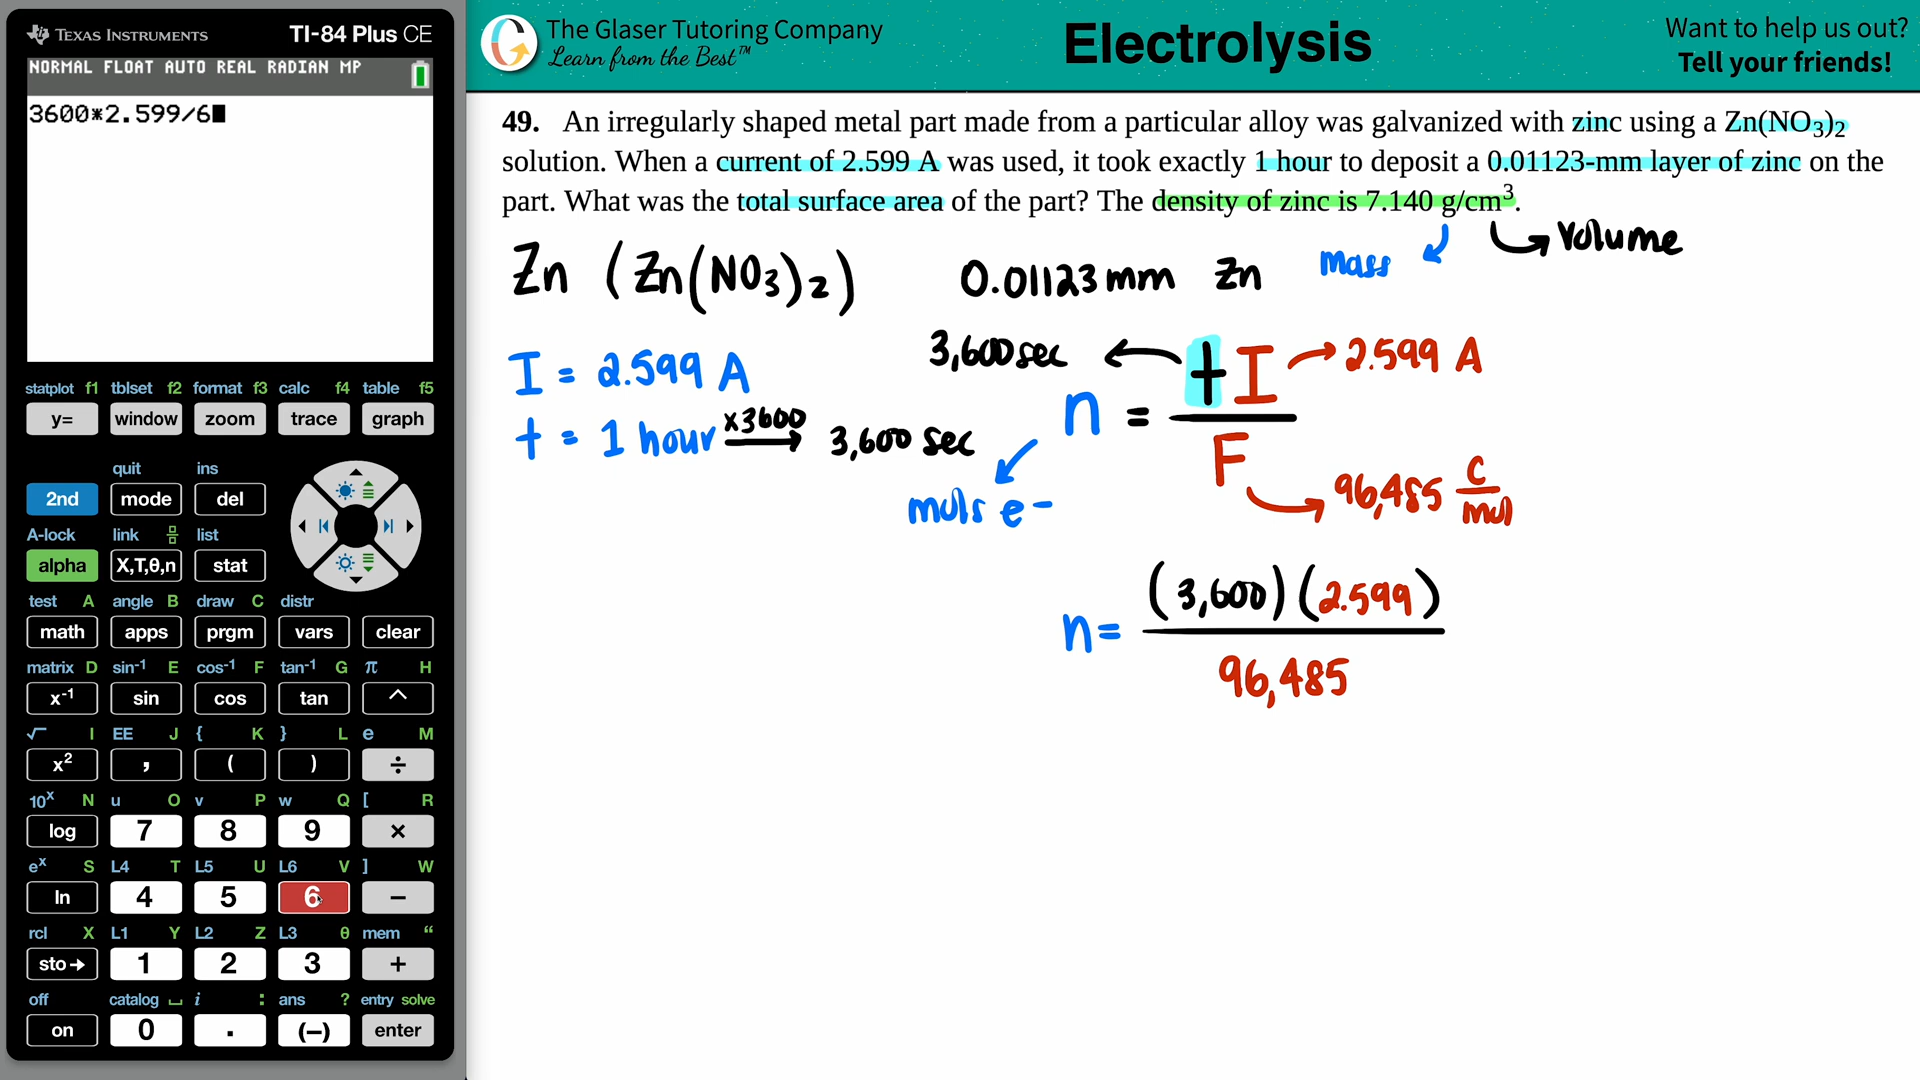 TEXAS INSTRUMENTS TI-84 Plus CE
NORMAL FLOAT AUTO REAL RADIAN MP
3600*2.599/6
statplot f1 tblset f2 format f3 calc f4 table f5
y= window zoom trace graph
quit ins
2nd mode del
A-lock link list
alpha X,T,θ,n stat
test A angle B draw C distr
math apps prgm vars clear
matrix D sin-1 E cos-1 F tan-1 G π H
x-1 sin cos tan ^
√ I EE J { K } L e M
x2 , ( ) ÷
10x N u O v P w Q [ R
log 7 8 9 ×
ex S L4 T L5 U L6 V ] W
ln 4 5 6 −
rcl X L1 Y L2 Z L3 θ mem “
sto→ 1 2 3 +
off catalog ⎵ i : ans ? entry solve
on 0 . (−) enter
The Glaser Tutoring Company
Learn from the Best™
Electrolysis
Want to help us out?
Tell your friends!
49. An irregularly shaped metal part made from a particular alloy was galvanized with zinc using a Zn(NO3)2
solution. When a current of 2.599 A was used, it took exactly 1 hour to deposit a 0.01123-mm layer of zinc on the
part. What was the total surface area of the part? The density of zinc is 7.140 g/cm3.
mass volume
Zn (Zn(NO3)2) 0.01123mm Zn
I = 2.599 A
t = 1 hour x3600 → 3,600 sec
3,600sec ← t I → 2.599 A
n =
F → 96,485 C/mol
mols e-
n= (3,600)(2.599)
96,485